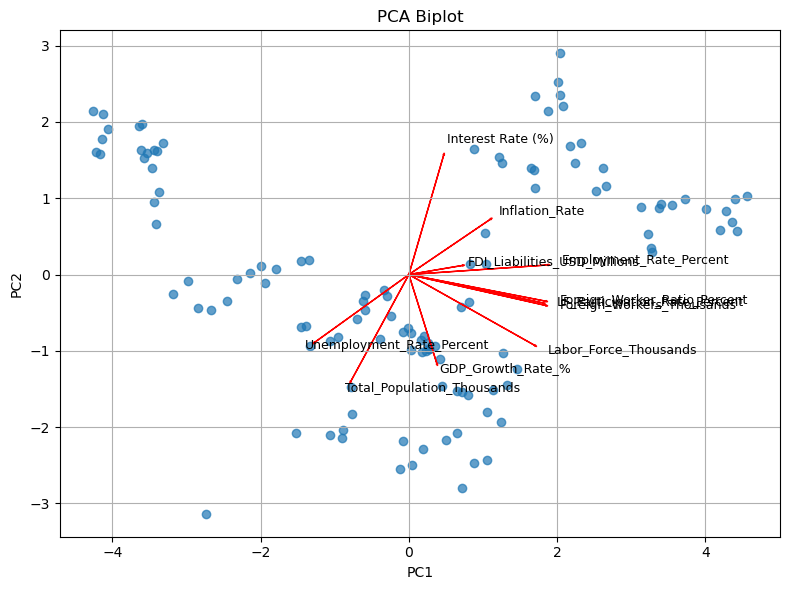 PCA Biplot
3
2
1
0
−1
−2
−3
PC2
Interest Rate (%)
Inflation_Rate
FDI_Liabilities_USD_Millions
Employment_Rate_Percent
Foreign_Worker_Ratio_Percent
Foreign_Workers_Thousands
Labor_Force_Thousands
Unemployment_Rate_Percent
GDP_Growth_Rate_%
Total_Population_Thousands
−4
−2
0
2
4
PC1